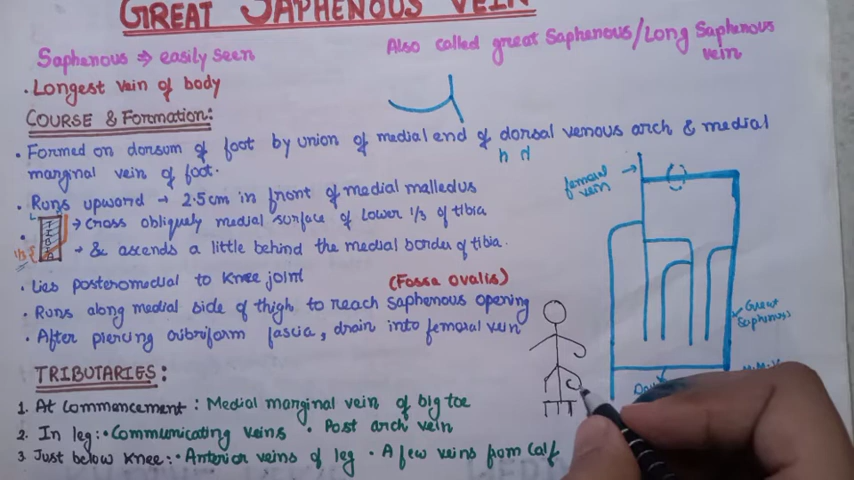 GREAT SAPHENOUS VEIN
Saphenous ⇒ easily seen
Also called great Saphenous/Long Saphenous vein
• Longest vein of body
COURSE & Formation:
• Formed on dorsum of foot by union of medial end of dorsal venous arch & medial
marginal vein of foot.
h d
• Runs upward → 2.5cm in front of medial malledus
• → Cross obliquely medial surface of Lower 1/3 of tibia
TIBIA
1/3
→ & ascends a little behind the medial border of tibia.
• Lies posteromedial to Knee joint
(Fossa ovalis)
• Runs along medial side of thigh to reach saphenous opening
• After piercing cribriform fascia, drain into femoral vein
femoral vein →
Great Saphenous
TRIBUTARIES:
1. At Commencement : Medial marginal vein of big toe
2. In leg: • Communicating veins • Post arch vein
3 Just below Knee: • Anterior veins of leg • A few veins from Calf